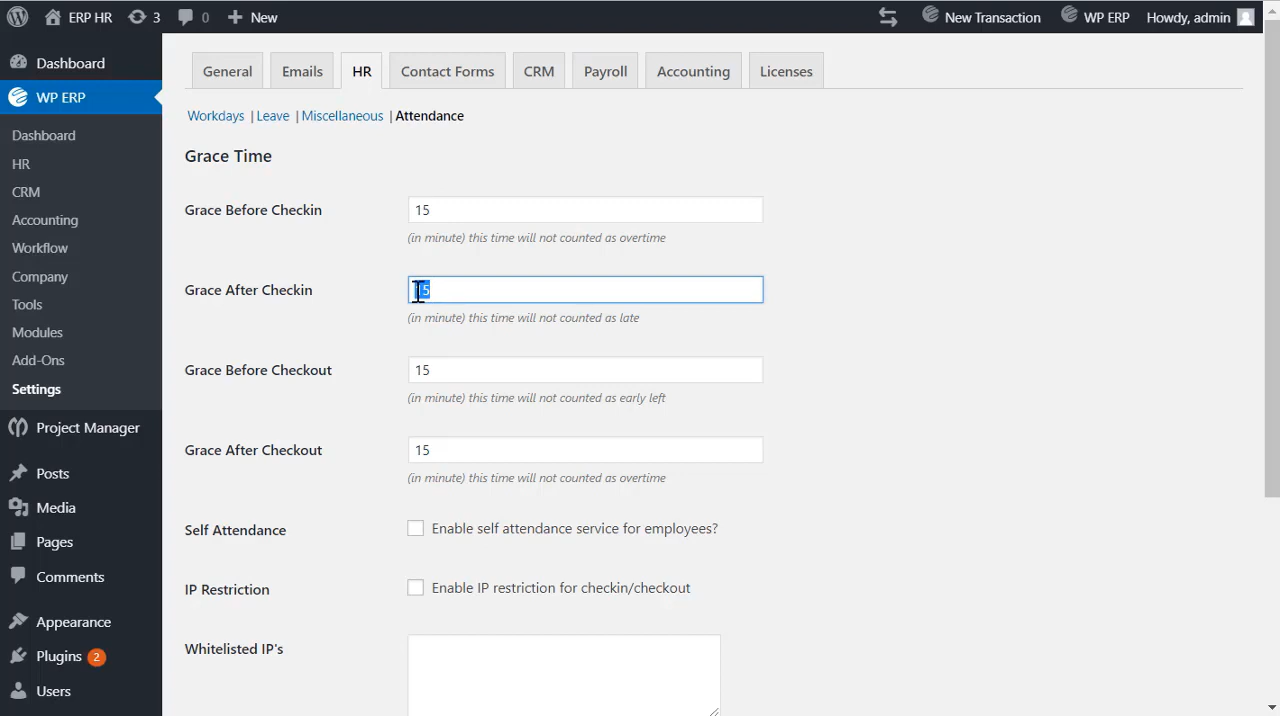 ERP HR 3 0 New New Transaction WP ERP Howdy, admin
Dashboard
WP ERP
Dashboard
HR
CRM
Accounting
Workflow
Company
Tools
Modules
Add-Ons
Settings
Project Manager
Posts
Media
Pages
Comments
Appearance
Plugins 2
Users
General Emails HR Contact Forms CRM Payroll Accounting Licenses
Workdays | Leave | Miscellaneous | Attendance
Grace Time
Grace Before Checkin 15
(in minute) this time will not counted as overtime
Grace After Checkin 15
(in minute) this time will not counted as late
Grace Before Checkout 15
(in minute) this time will not counted as early left
Grace After Checkout 15
(in minute) this time will not counted as overtime
Self Attendance Enable self attendance service for employees?
IP Restriction Enable IP restriction for checkin/checkout
Whitelisted IP's